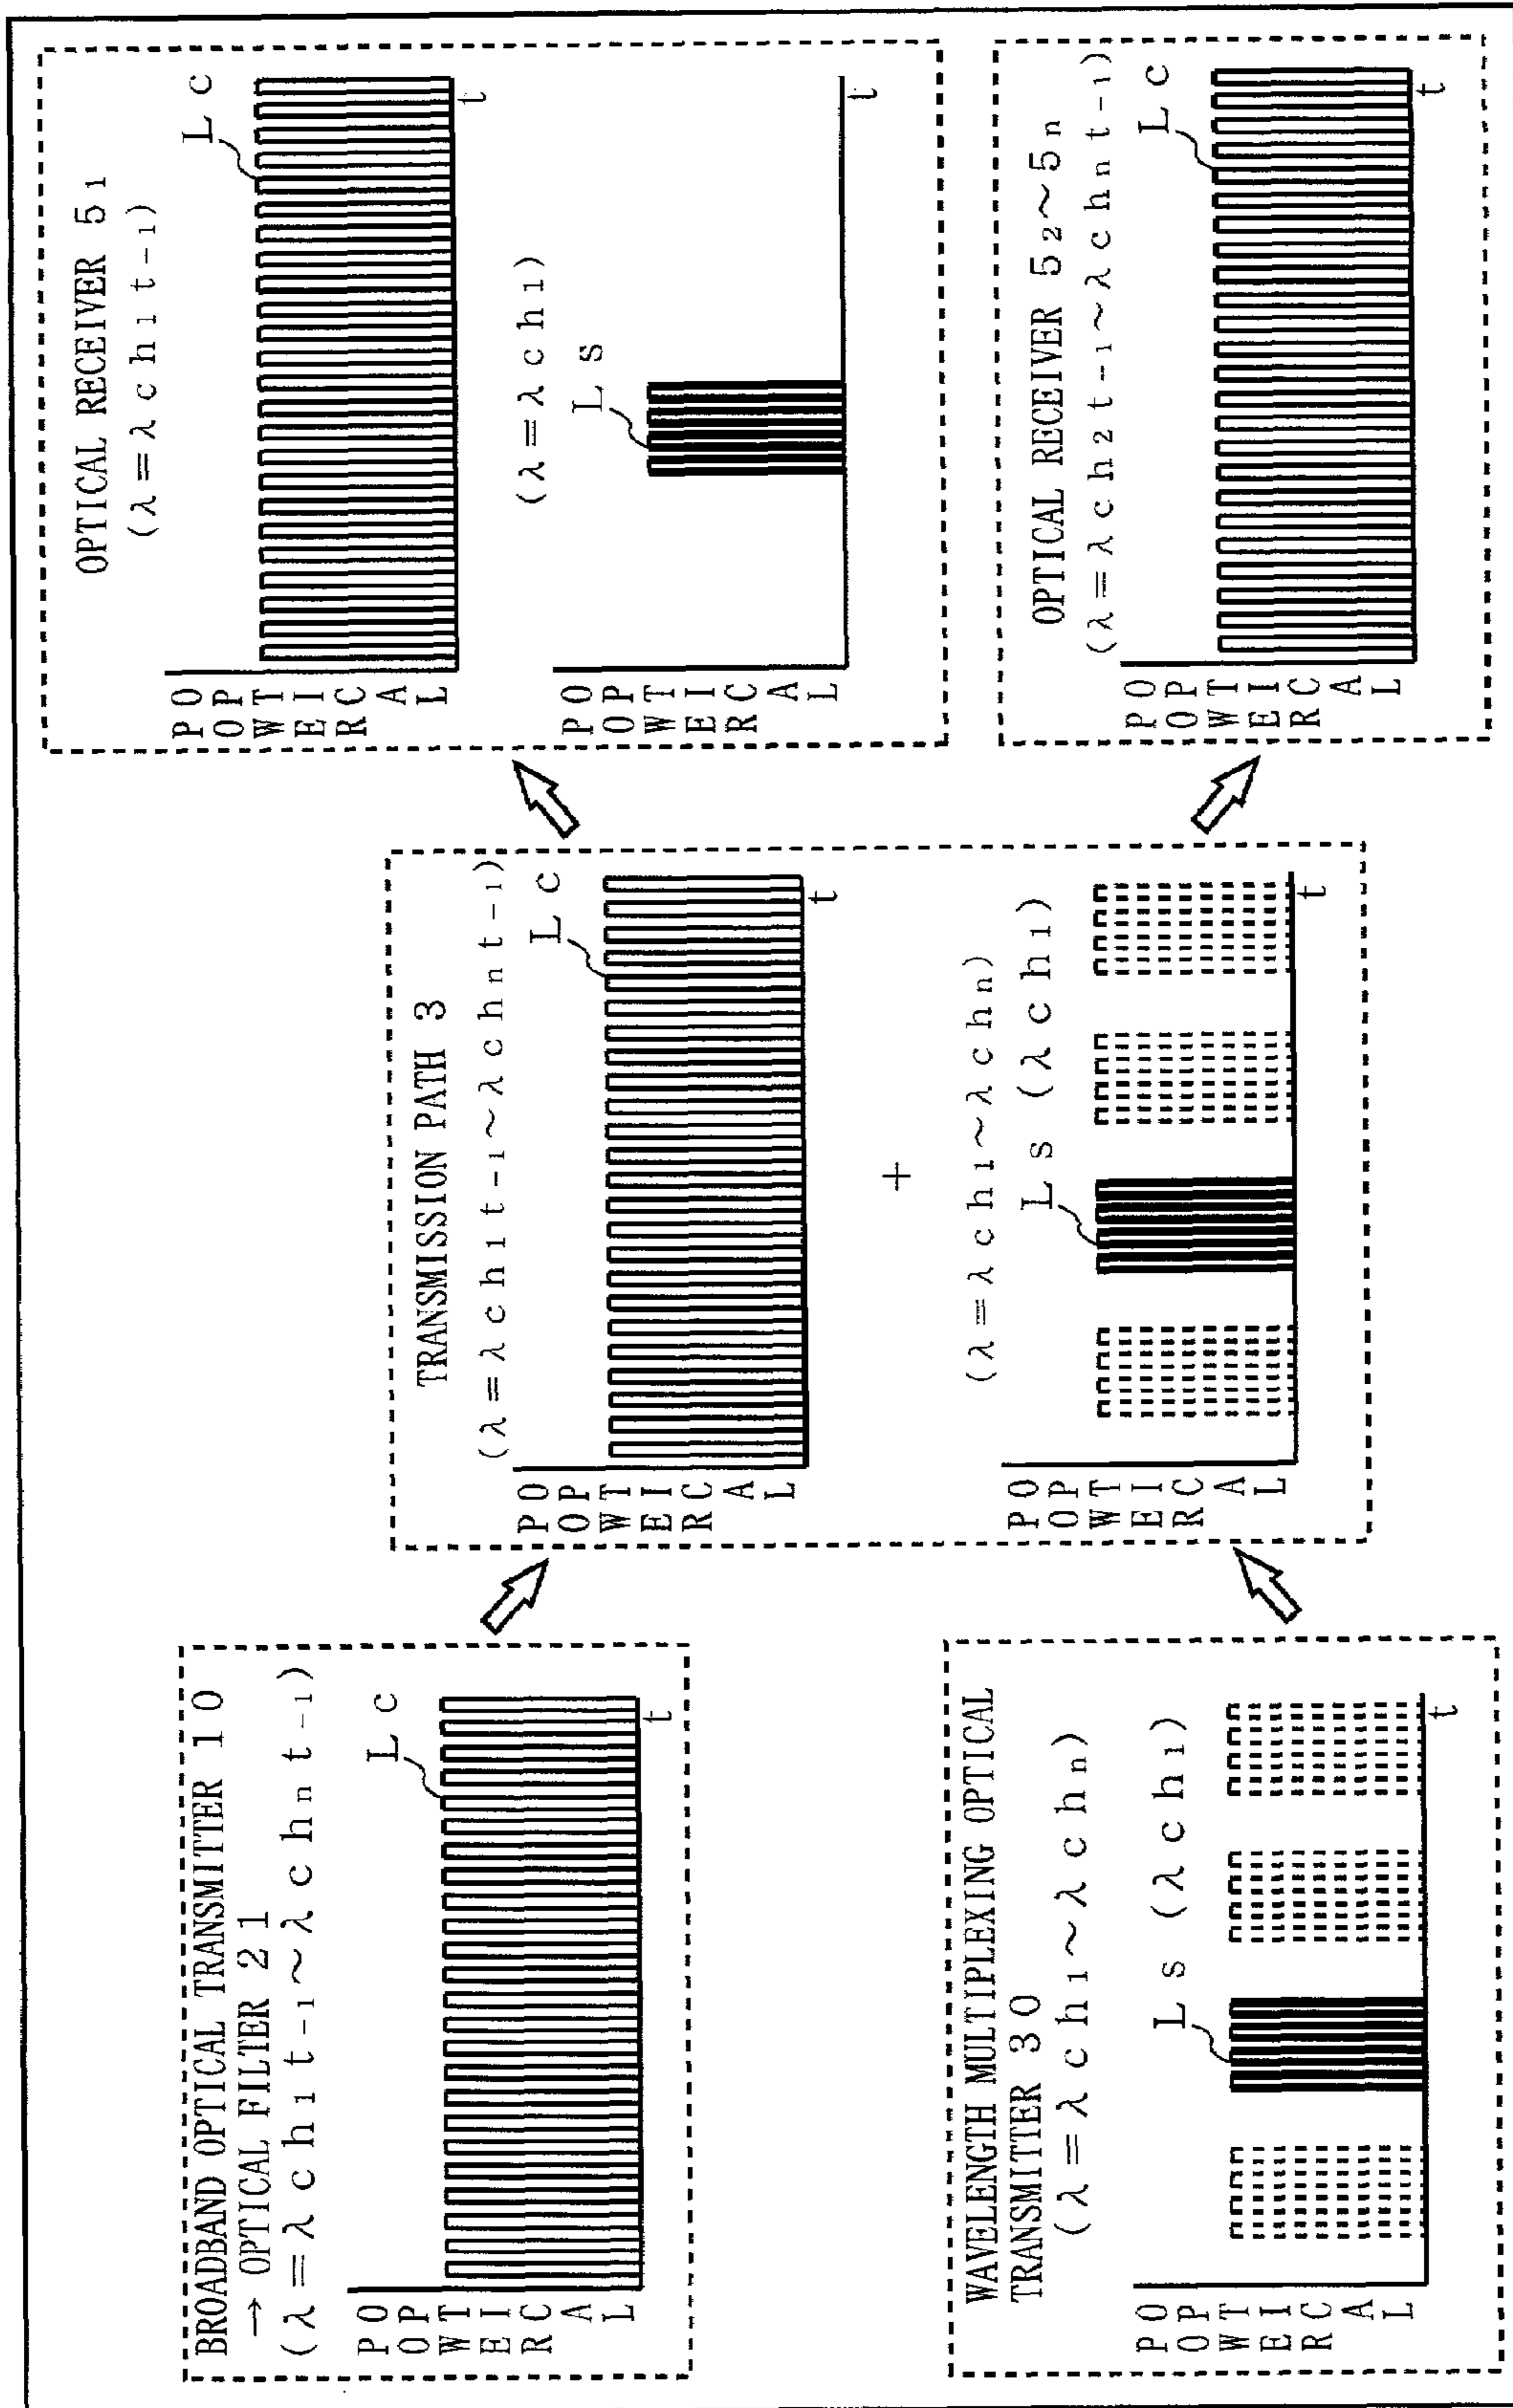 BROADBAND OPTICAL TRANSMITTER 10
→ OPTICAL FILTER 21
(λ=λch₁t₋₁~λchₙt₋₁)
Lc
OPTICAL
POWER
t
WAVELENGTH MULTIPLEXING OPTICAL
TRANSMITTER 30
(λ=λch₁~λchₙ)
Ls (λch₁)
OPTICAL
POWER
t
TRANSMISSION PATH 3
(λ=λch₁t₋₁~λchₙt₋₁)
Lc
OPTICAL
POWER
t
+
(λ=λch₁~λchₙ)
Ls (λch₁)
OPTICAL
POWER
t
OPTICAL RECEIVER 5₁
(λ=λch₁t₋₁)
Lc
OPTICAL
POWER
t
(λ=λch₁)
Ls
OPTICAL
POWER
t
OPTICAL RECEIVER 5₂~5ₙ
(λ=λch₂t₋₁~λchₙt₋₁)
Lc
OPTICAL
POWER
t